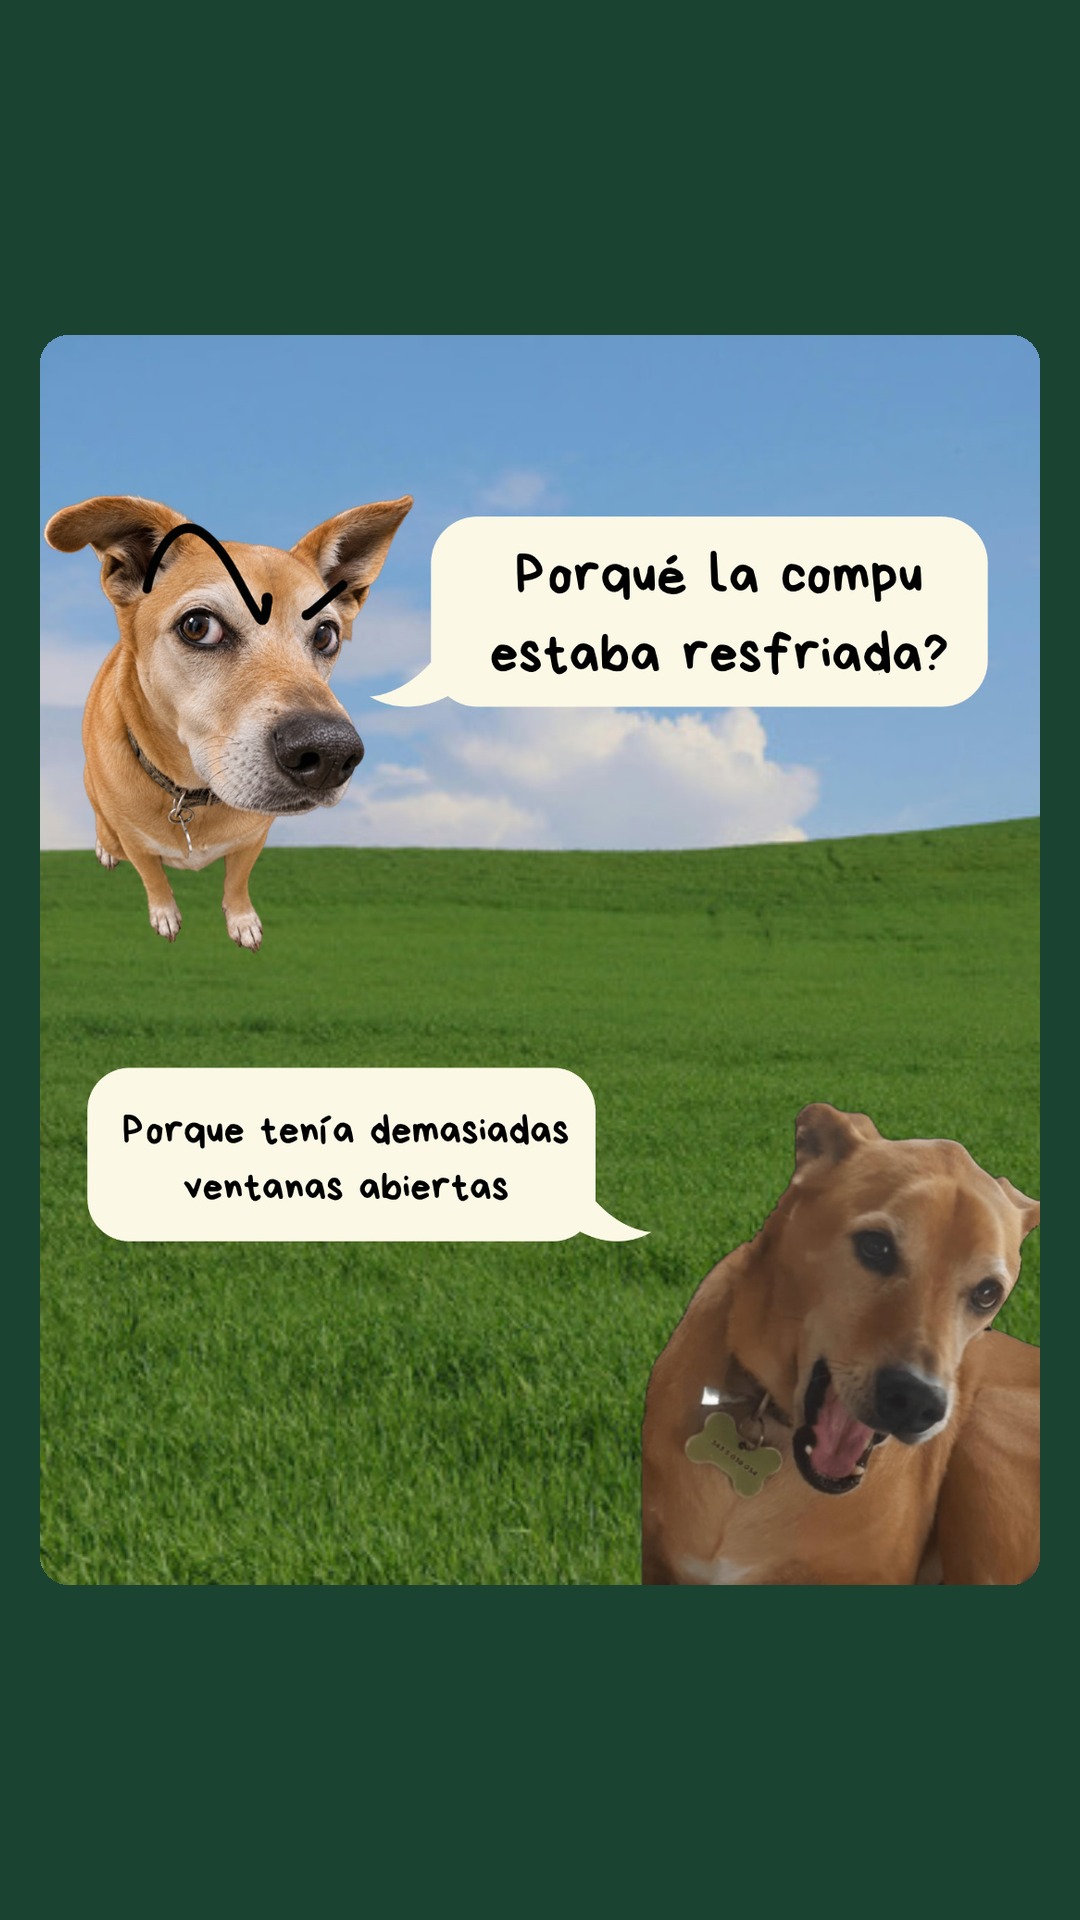 Porqué la compu
estaba resfriada?
Porque tenía demasiadas
ventanas abiertas